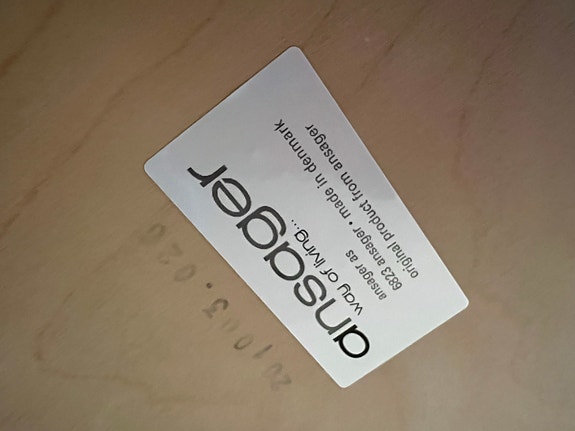 ansager
way of living...
ansager as
6823 ansager • made in denmark
original product from ansager